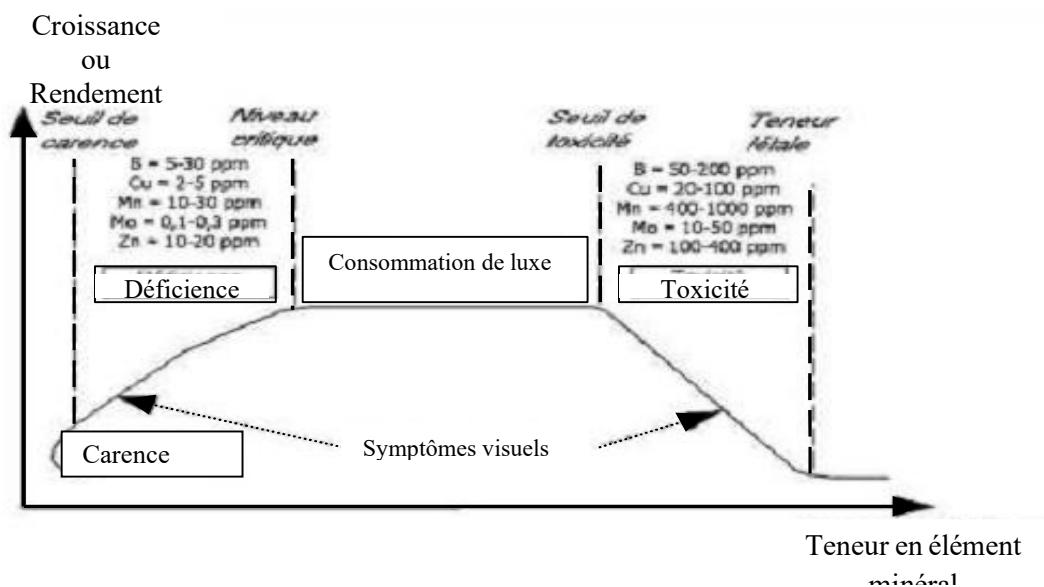 Croissance
ou
Rendement
Seuil de
carence
Niveau
critique
Seuil de
toxicité
Teneur
létale
B = 5-30 ppm
Cu = 2-5 ppm
Mn = 10-30 ppm
Mo = 0,1-0,3 ppm
Zn = 10-20 ppm
B = 50-200 ppm
Cu = 20-100 ppm
Mn = 400-1000 ppm
Mo = 10-50 ppm
Zn = 100-400 ppm
Déficience
Consommation de luxe
Toxicité
Carence
Symptômes visuels
Teneur en élément
minéral